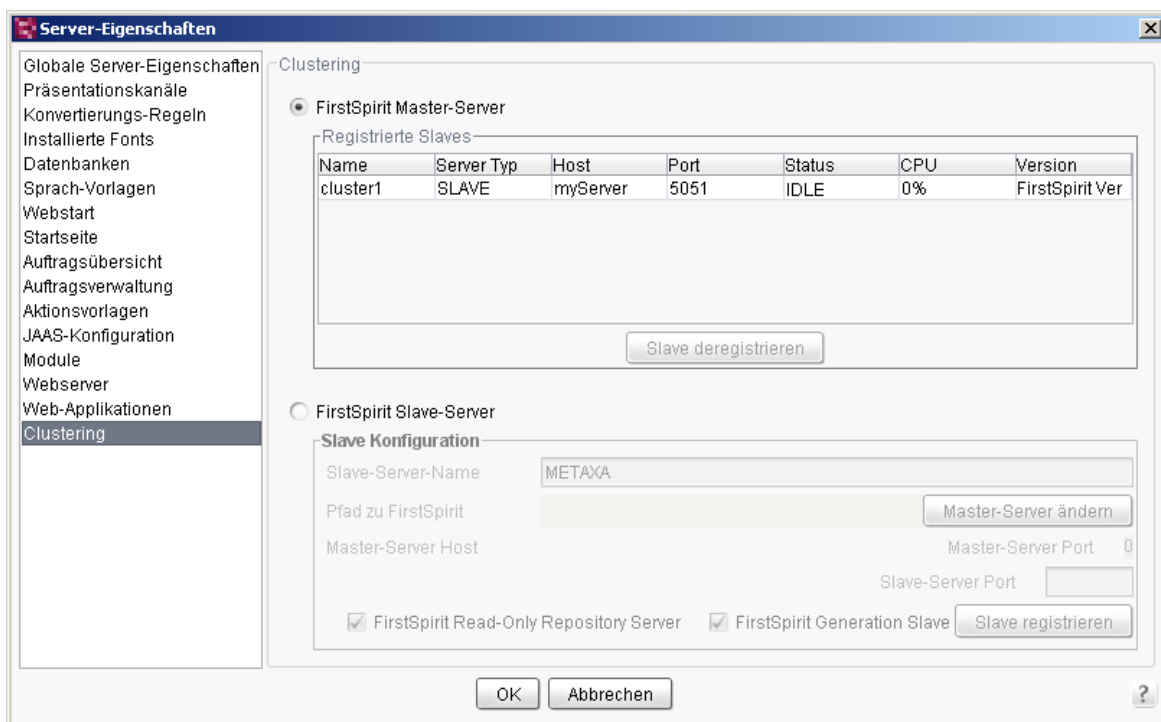 Server-Eigenschaften
Globale Server-Eigenschaften
Präsentationskanäle
Konvertierungs-Regeln
Installierte Fonts
Datenbanken
Sprach-Vorlagen
Webstart
Startseite
Auftragsübersicht
Auftragsverwaltung
Aktionsvorlagen
JAAS-Konfiguration
Module
Webserver
Web-Applikationen
Clustering
Clustering
FirstSpirit Master-Server
Registrierte Slaves
Name Server Typ Host Port Status CPU Version
cluster1 SLAVE myServer 5051 IDLE 0% FirstSpirit Ver
Slave deregistrieren
FirstSpirit Slave-Server
Slave Konfiguration
Slave-Server-Name METAXA
Pfad zu FirstSpirit Master-Server ändern
Master-Server Host Master-Server Port 0
Slave-Server Port
FirstSpirit Read-Only Repository Server FirstSpirit Generation Slave Slave registrieren
OK Abbrechen ?